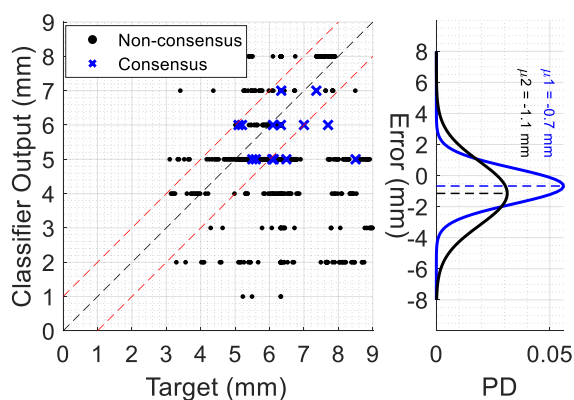 Non-consensus
Consensus
9
8
7
6
5
4
3
2
1
0
Classifier Output (mm)
0 1 2 3 4 5 6 7 8 9
Target (mm)
8
6
4
2
0
-2
-4
-6
-8
Error (mm)
μ1 = -0.7 mm
μ2 = -1.1 mm
0 0.05
PD